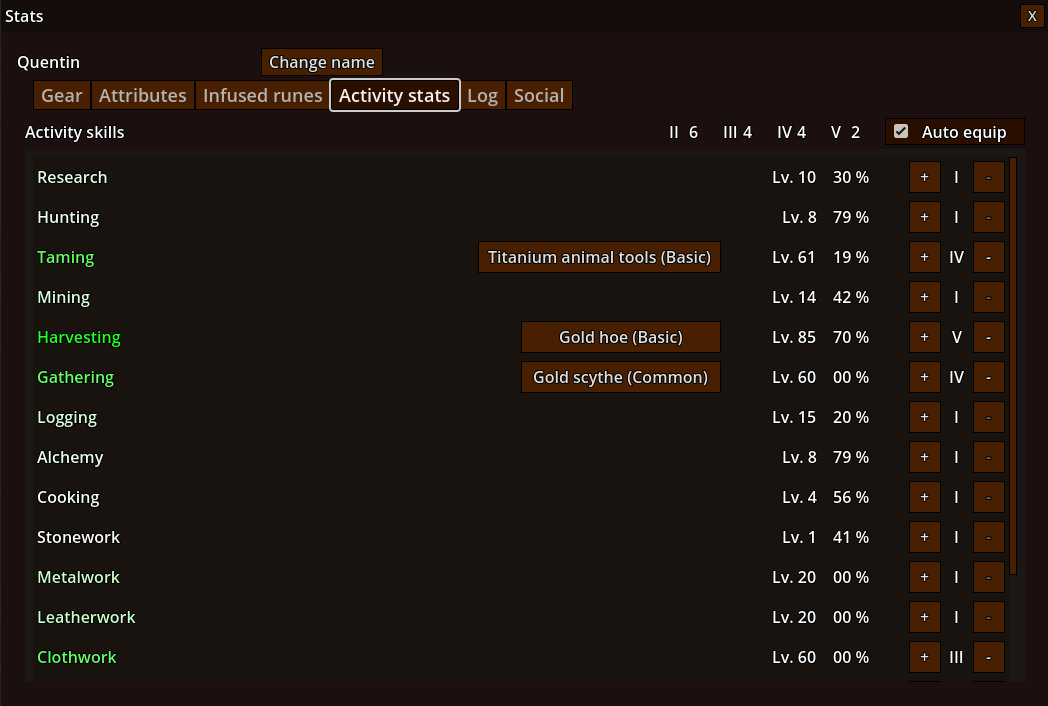 Stats X
Quentin Change name
Gear Attributes Infused runes Activity stats Log Social
Activity skills II 6 III 4 IV 4 V 2 Auto equip
Research Lv. 10 30 % + I -
Hunting Lv. 8 79 % + I -
Taming Titanium animal tools (Basic) Lv. 61 19 % + IV -
Mining Lv. 14 42 % + I -
Harvesting Gold hoe (Basic) Lv. 85 70 % + V -
Gathering Gold scythe (Common) Lv. 60 00 % + IV -
Logging Lv. 15 20 % + I -
Alchemy Lv. 8 79 % + I -
Cooking Lv. 4 56 % + I -
Stonework Lv. 1 41 % + I -
Metalwork Lv. 20 00 % + I -
Leatherwork Lv. 20 00 % + I -
Clothwork Lv. 60 00 % + III -